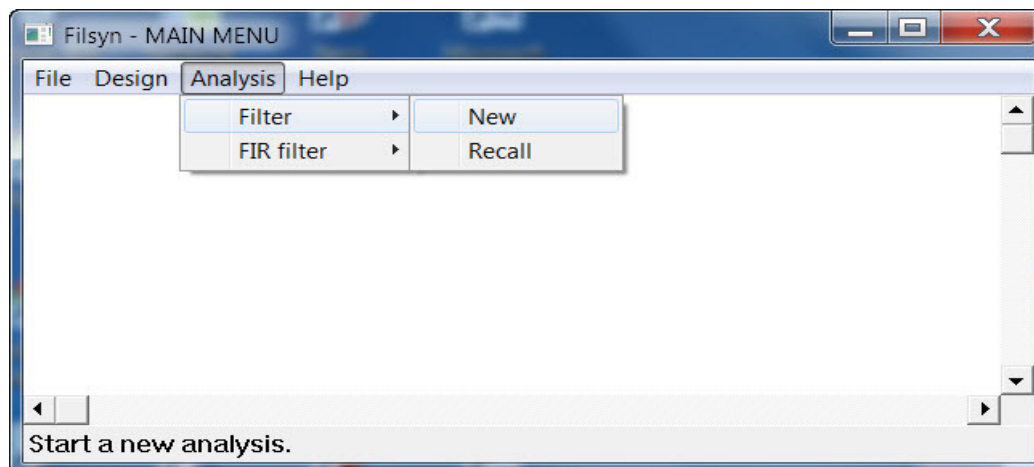 Filsyn - MAIN MENU
File Design Analysis Help
Filter New
FIR filter Recall
Start a new analysis.